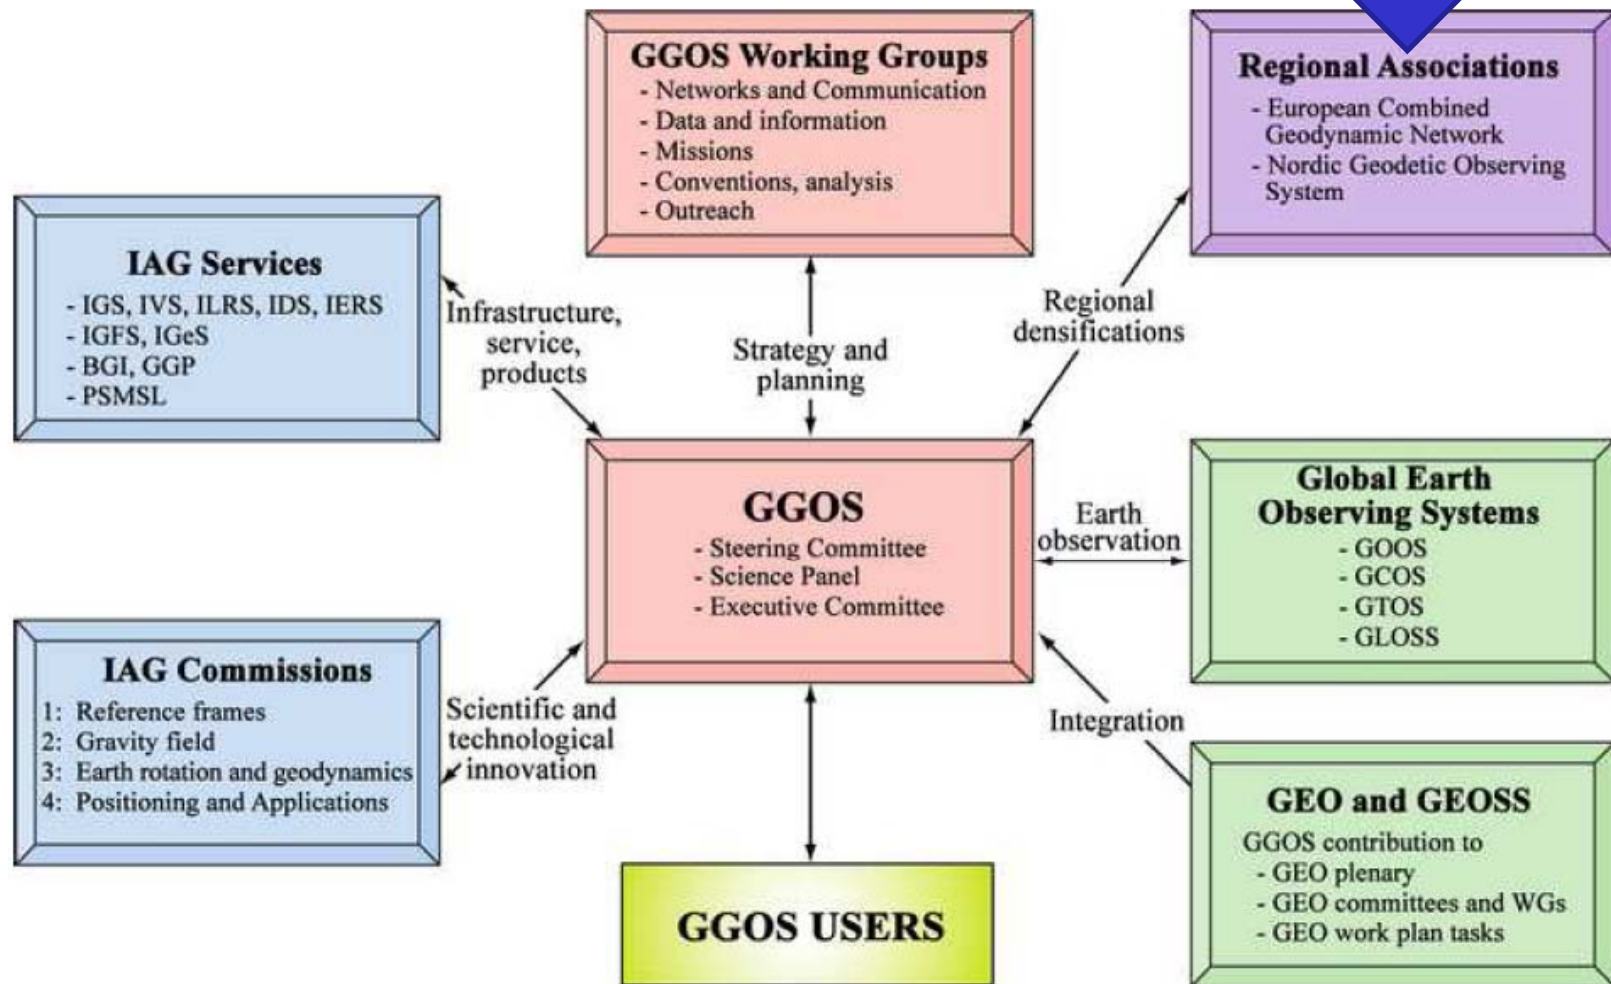 GGOS Working Groups
- Networks and Communication
- Data and information
- Missions
- Conventions, analysis
- Outreach
Regional Associations
- European Combined
Geodynamic Network
- Nordic Geodetic Observing
System
IAG Services
- IGS, IVS, ILRS, IDS, IERS
- IGFS, IGeS
- BGI, GGP
- PSMSL
Infrastructure,
service,
products
Strategy and
planning
Regional
densifications
GGOS
- Steering Committee
- Science Panel
- Executive Committee
Earth
observation
Global Earth
Observing Systems
- GOOS
- GCOS
- GTOS
- GLOSS
IAG Commissions
1: Reference frames
2: Gravity field
3: Earth rotation and geodynamics
4: Positioning and Applications
Scientific and
technological
innovation
Integration
GEO and GEOSS
GGOS contribution to
- GEO plenary
- GEO committees and WGs
- GEO work plan tasks
GGOS USERS